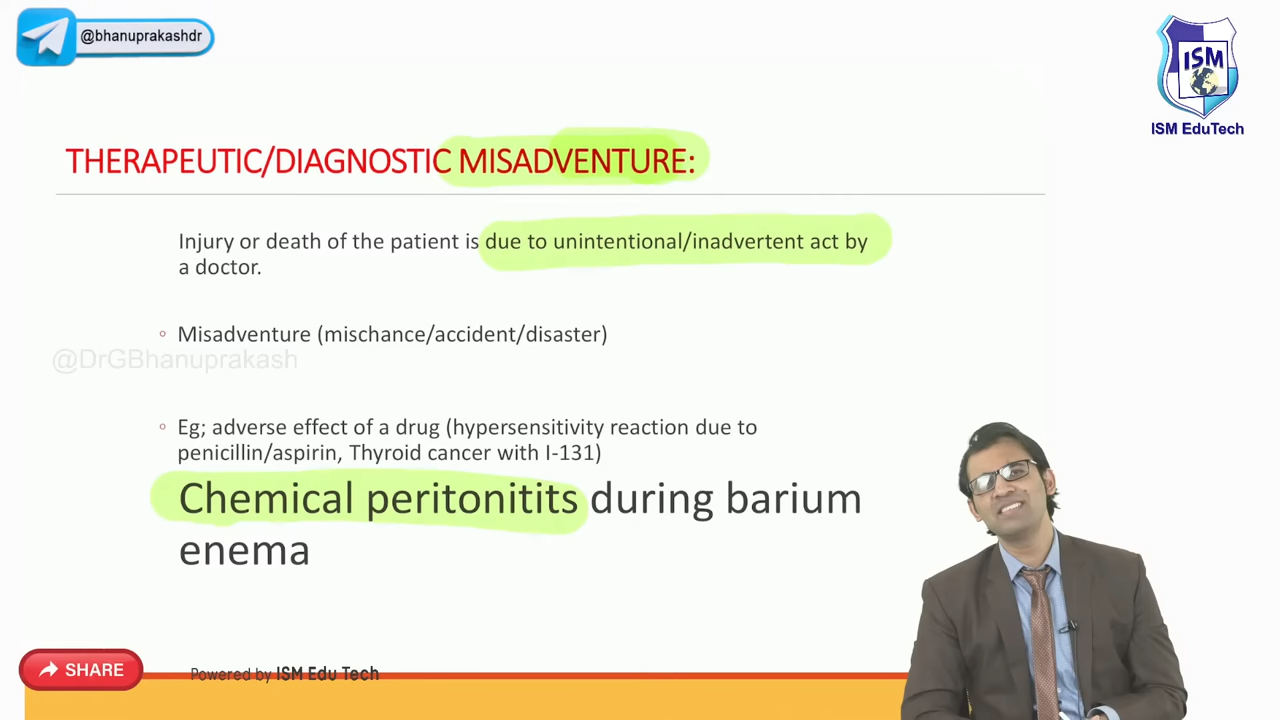 @bhanuprakashdr
ISM
ISM EduTech
THERAPEUTIC/DIAGNOSTIC MISADVENTURE:
Injury or death of the patient is due to unintentional/inadvertent act by
a doctor.
Misadventure (mischance/accident/disaster)
@DrGBhanuprakash
Eg; adverse effect of a drug (hypersensitivity reaction due to
penicillin/aspirin, Thyroid cancer with I-131)
Chemical peritonitits during barium
enema
SHARE
Powered by ISM Edu Tech